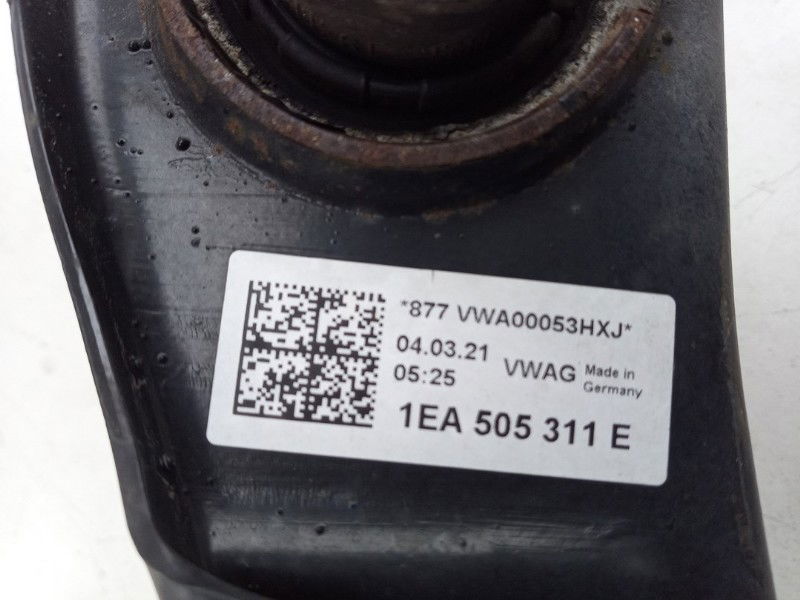 *877 VWA00053HXJ*
04.03.21 VWAG Made in
05:25 Germany
1EA 505 311 E